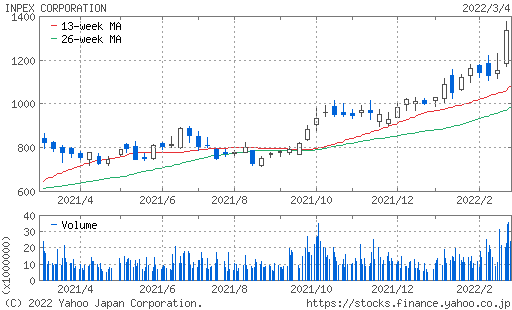 INPEX CORPORATION 2022/3/4
13-week MA
26-week MA
1400
1200
1000
800
600
2021/4 2021/6 2021/8 2021/10 2021/12 2022/2
Volume
40
30
20
10
0
(x1000000)
2021/4 2021/6 2021/8 2021/10 2021/12 2022/2
(C) 2022 Yahoo Japan Corporation. https://stocks.finance.yahoo.co.jp/